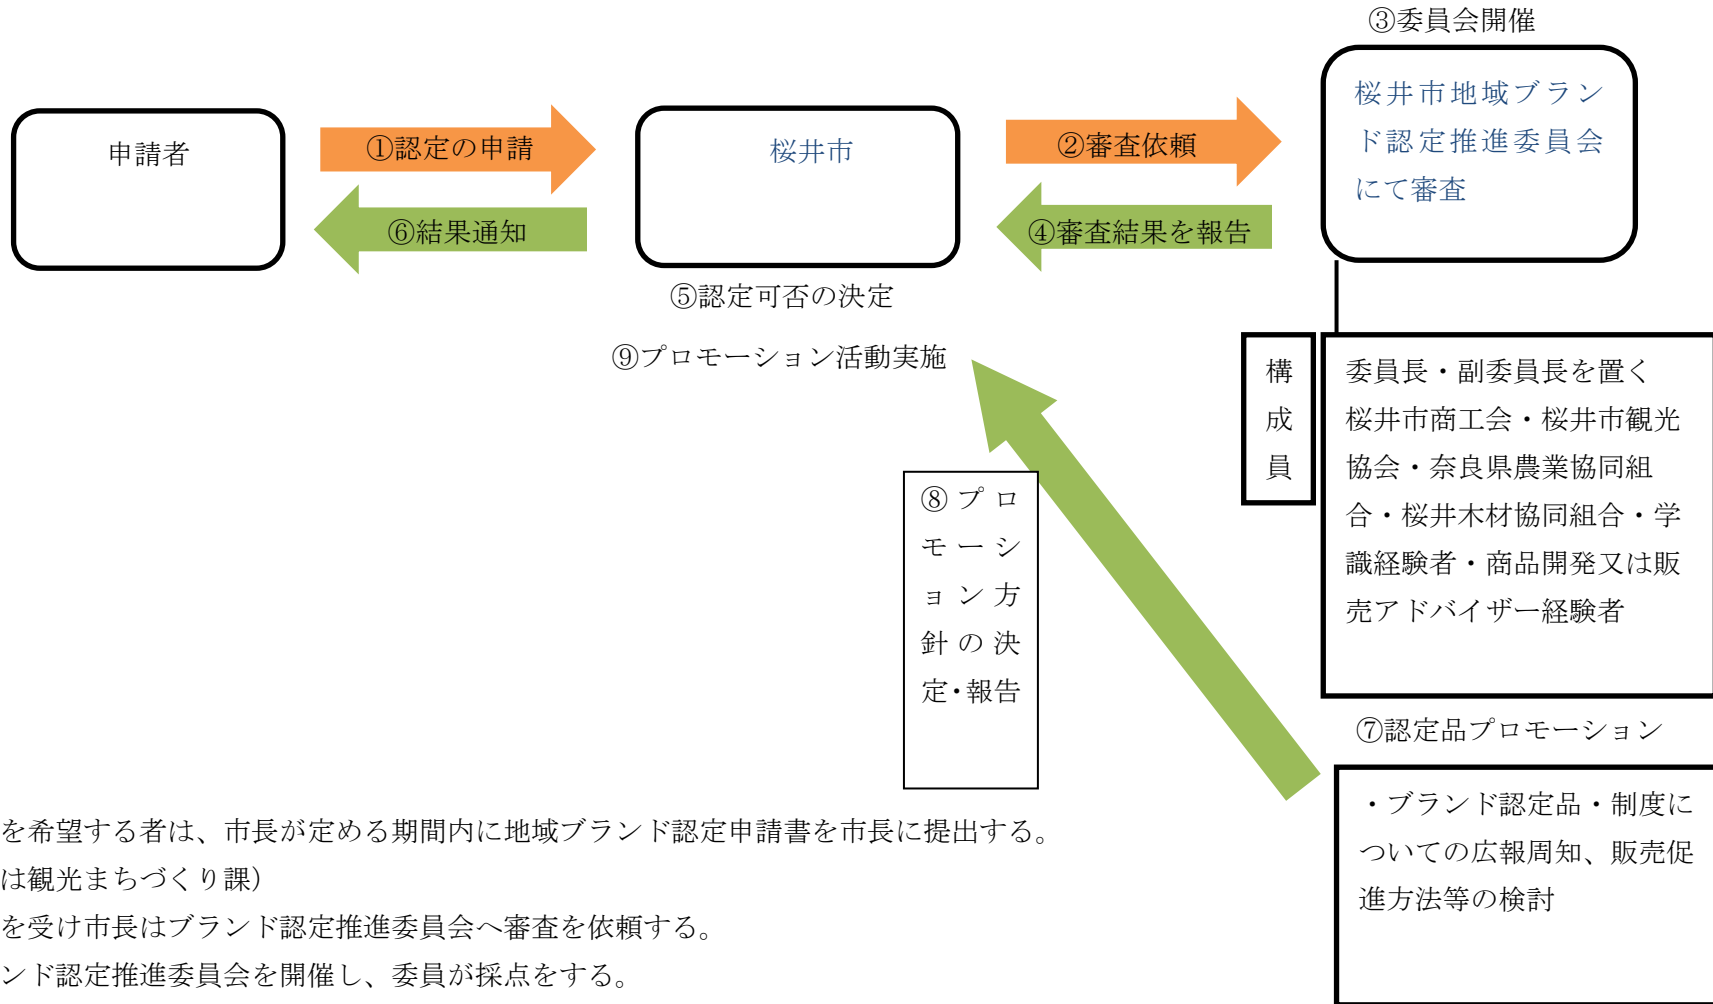 ③委員会開催
桜井市地域ブラン
ド認定推進委員会
にて審査
申請者
①認定の申請
桜井市
②審査依頼
⑥結果通知
④審査結果を報告
⑤認定可否の決定
⑨プロモーション活動実施
構
成
員
委員長・副委員長を置く
桜井市商工会・桜井市観光
協会・奈良県農業協同組
合・桜井木材協同組合・学
識経験者・商品開発又は販
売アドバイザー経験者
⑧プロ
モーシ
ョン方
針の決
定・報告
⑦認定品プロモーション
・ブランド認定品・制度に
ついての広報周知、販売促
進方法等の検討
を希望する者は、市長が定める期間内に地域ブランド認定申請書を市長に提出する。
は観光まちづくり課）
を受け市長はブランド認定推進委員会へ審査を依頼する。
ンド認定推進委員会を開催し、委員が採点をする。